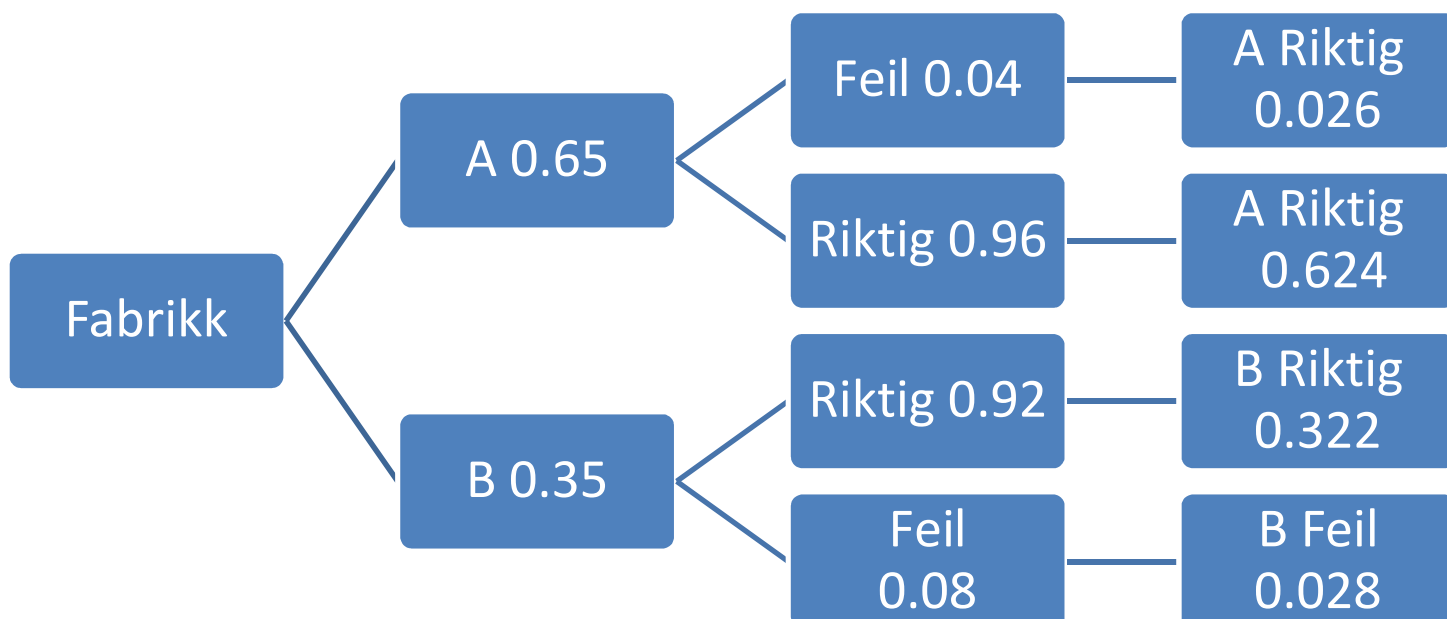 Fabrikk
A 0.65
B 0.35
Feil 0.04
Riktig 0.96
Riktig 0.92
Feil
0.08
A Riktig
0.026
A Riktig
0.624
B Riktig
0.322
B Feil
0.028